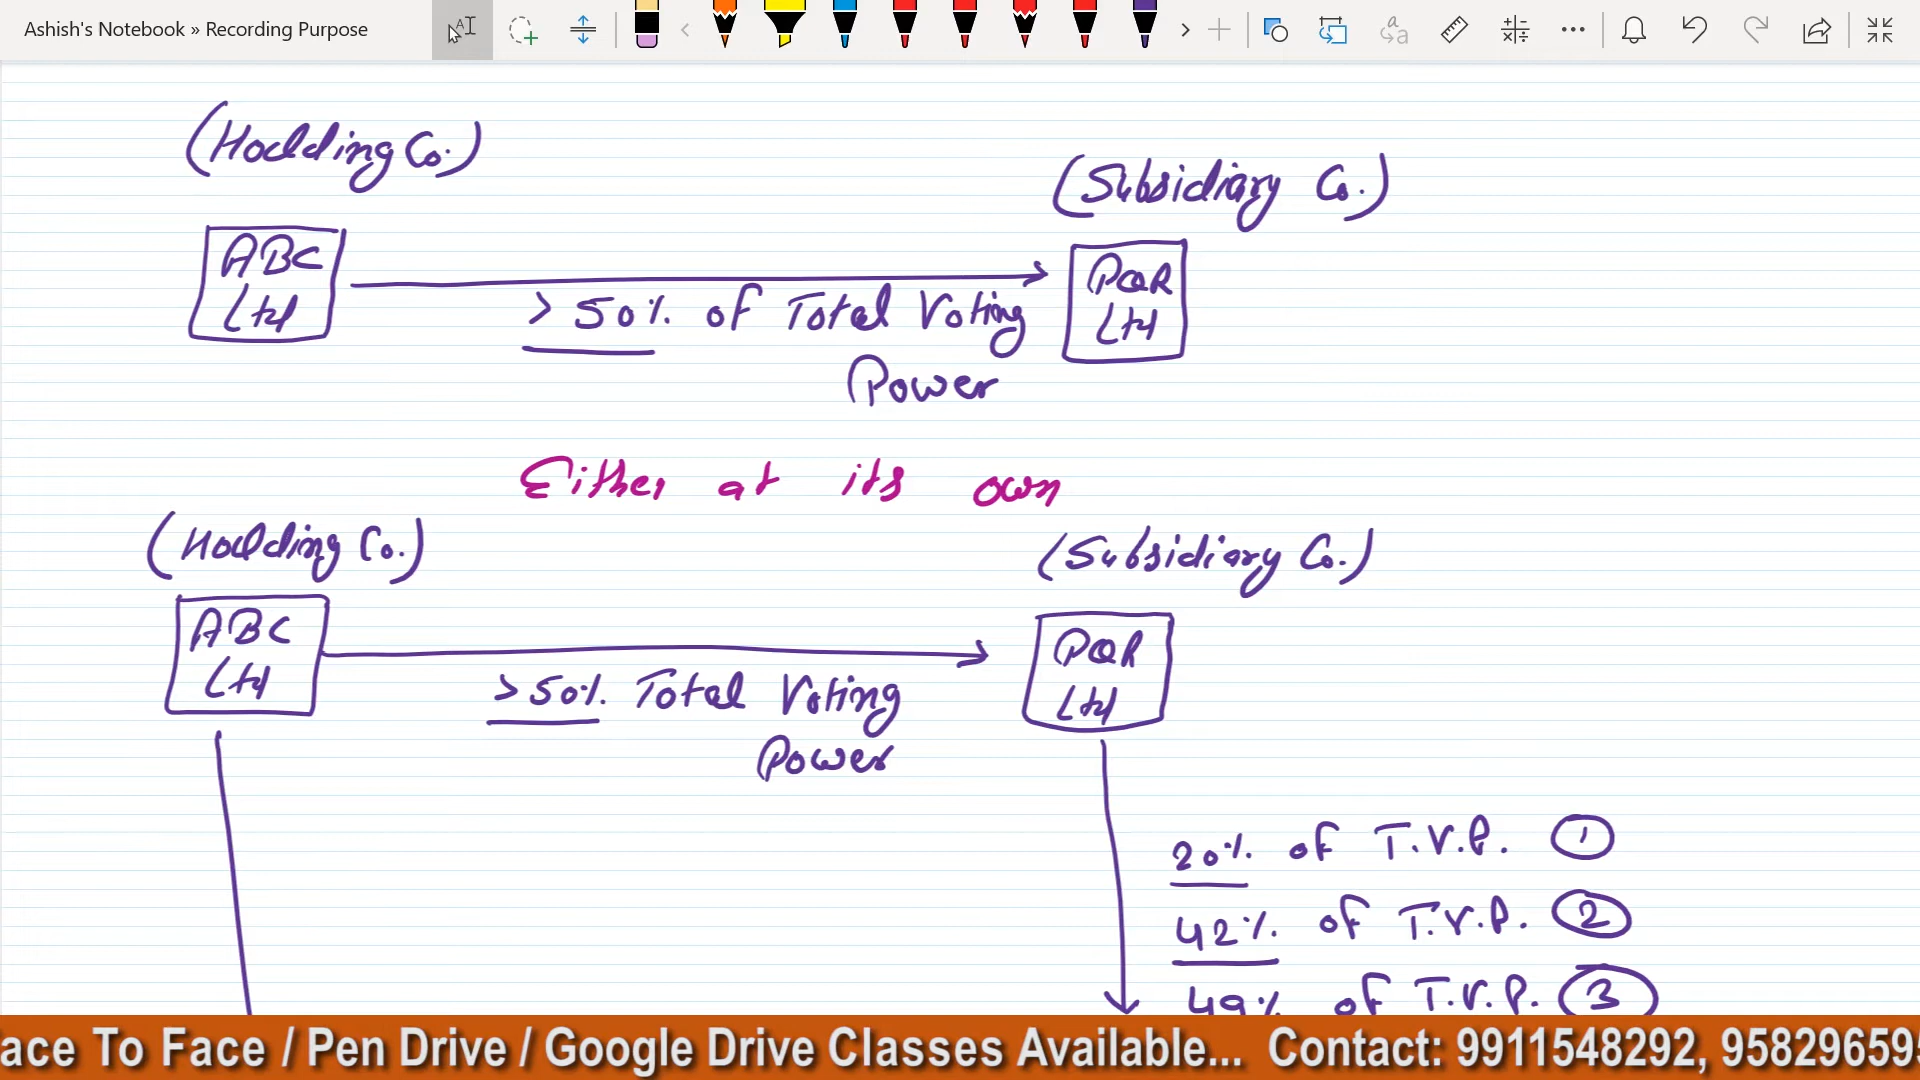 Ashish's Notebook » Recording Purpose
(Holding Co.)
(Subsidiary Co.)
ABC
Ltd
PQR
Ltd
> 50% of Total Voting
Power
Either at its own
(Holding Co.)
(Subsidiary Co.)
ABC
Ltd
PQR
Ltd
>50% Total Voting
Power
20% of T.V.P. 1
42% of T.V.P. 2
49% of T.V.P. 3
ace To Face / Pen Drive / Google Drive Classes Available... Contact: 9911548292, 958296595